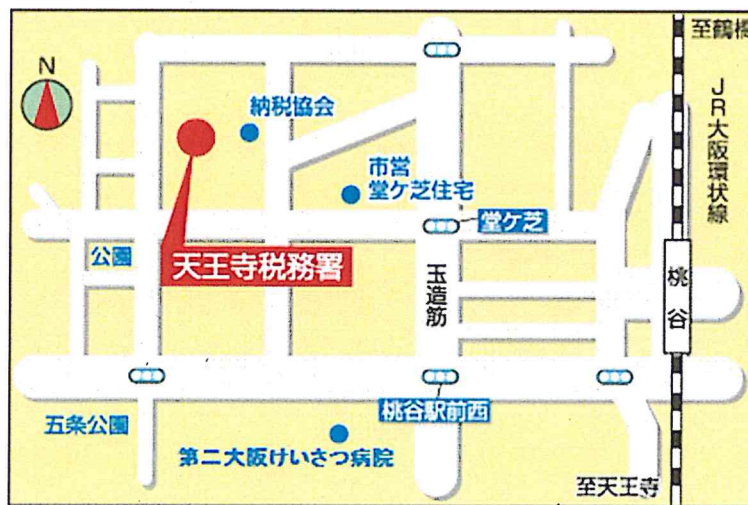 至鶴橋
N
JR大阪環状線
納税協会
市営
堂ケ芝住宅
堂ケ芝
公園
天王寺税務署
玉造筋
桃谷
桃谷駅前西
五条公園
第二大阪けいさつ病院
至天王寺